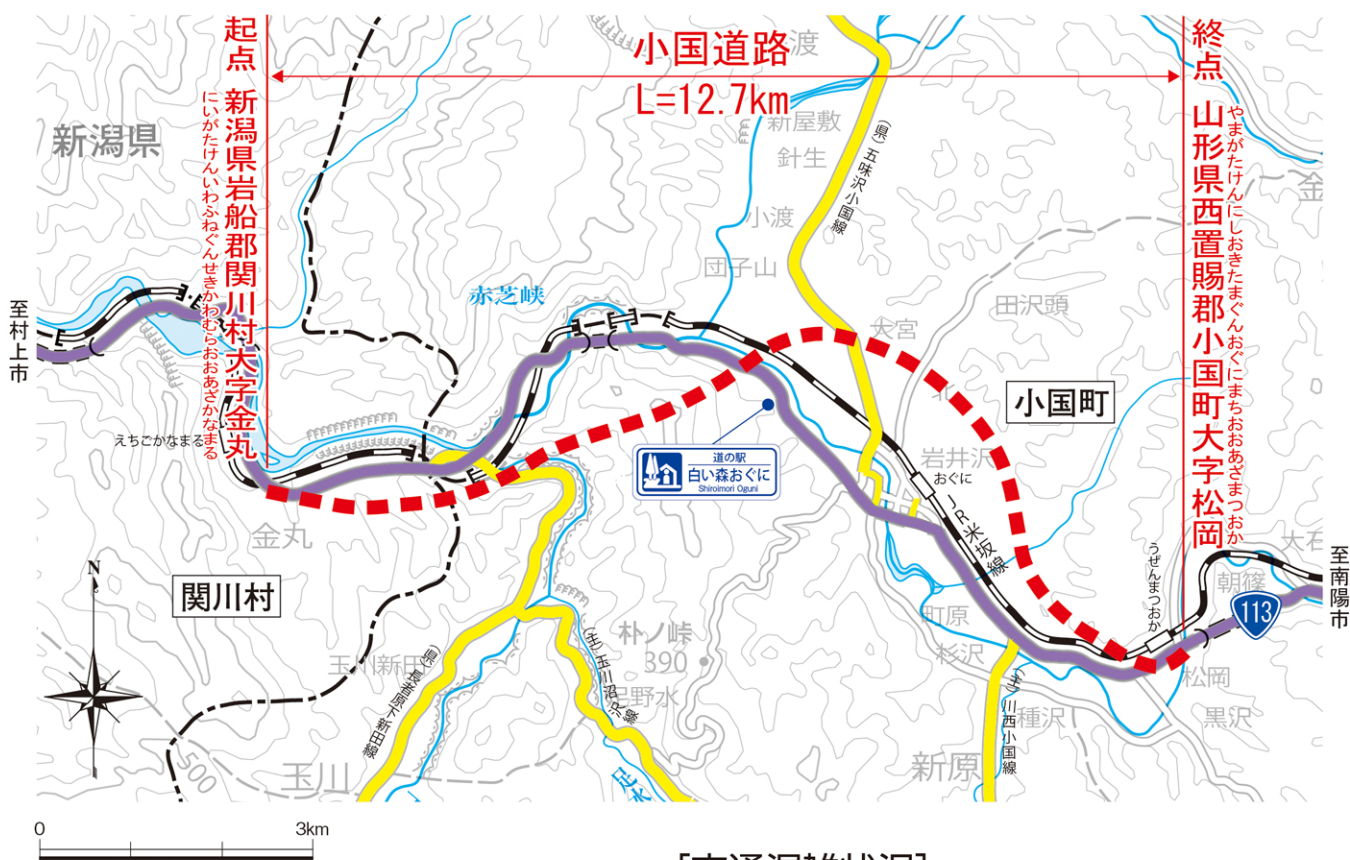 起点 新潟県岩船郡関川村大字金丸
にいがたけんいわふねぐんせきかわむらおおあざかなまる
小国道路
L=12.7km
終点 山形県西置賜郡小国町大字松岡
やまがたけんにしおきたまぐんおぐにまちおおあざまつおか
新潟県
渡
新屋敷
針生
(県)五味沢小国線
小渡
団子山
金
赤芝峡
田沢頭
大宮
至村上市
小国町
えちごかなまる
道の駅
白い森おぐに
Shiroimori Oguni
岩井沢
おぐに
JR米坂線
金丸
うぜんまつおか
大石
至南陽市
朝篠
113
N
関川村
町原
杉沢
朴ノ峠
390
玉川新田
(県)長者原下新田線
(主)玉川沼沢線
足野水
松岡
黒沢
種沢
(主)川西小国線
新原
500
玉川
足水
0
3km